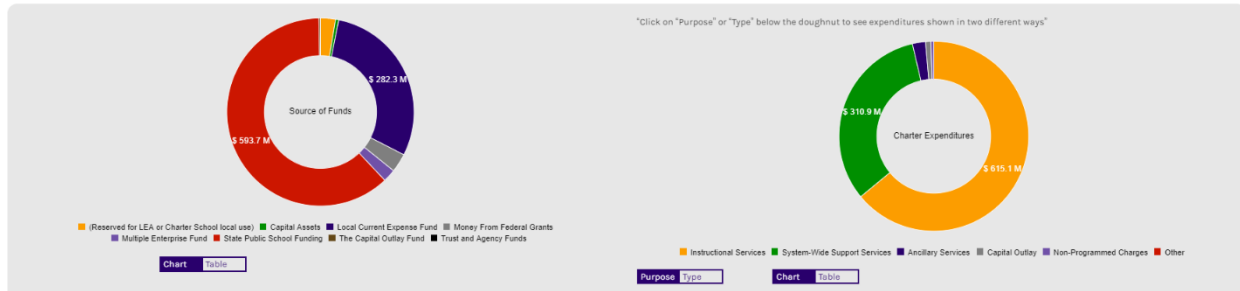 $ 282.3 M
Source of Funds
$ 593.7 M
(Reserved for LEA or Charter School local use) Capital Assets Local Current Expense Fund Money From Federal Grants
Multiple Enterprise Fund State Public School Funding The Capital Outlay Fund Trust and Agency Funds
Chart Table
"Click on "Purpose" or "Type" below the doughnut to see expenditures shown in two different ways"
$ 310.9 M
Charter Expenditures
$ 615.1 M
Instructional Services System-Wide Support Services Ancillary Services Capital Outlay Non-Programmed Charges Other
Purpose Type Chart Table